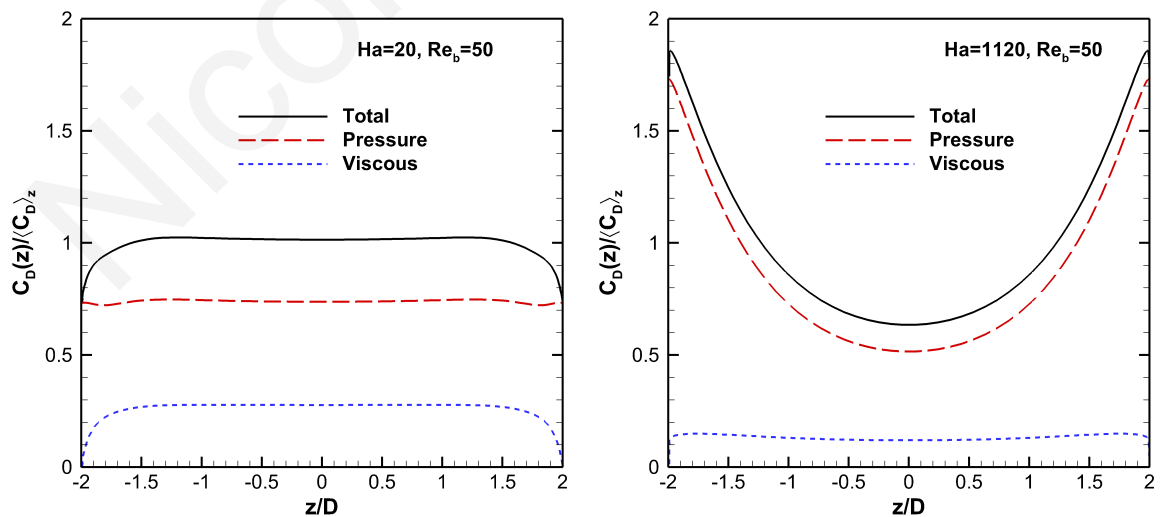 Nico
2
1.5
1
0.5
0
C_D(z)/⟨C_D⟩_z
Ha=20, Re_b=50
Total
Pressure
Viscous
-2 -1.5 -1 -0.5 0 0.5 1 1.5 2
z/D
2
1.5
1
0.5
0
C_D(z)/⟨C_D⟩_z
Ha=1120, Re_b=50
Total
Pressure
Viscous
-2 -1.5 -1 -0.5 0 0.5 1 1.5 2
z/D